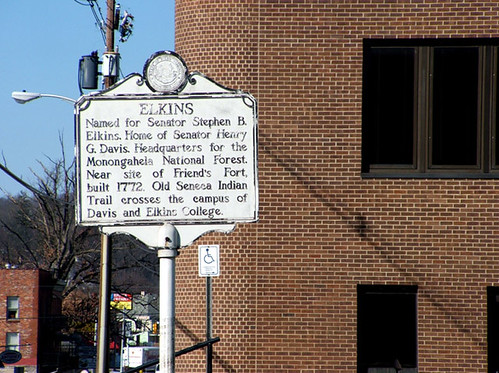 ELKINS
Named for Senator Stephen B.
Elkins. Home of Senator Henry
G. Davis. Headquarters for the
Monongahela National Forest.
Near site of Friend's Fort,
built 1772. Old Seneca Indian
Trail crosses the campus of
Davis and Elkins College.